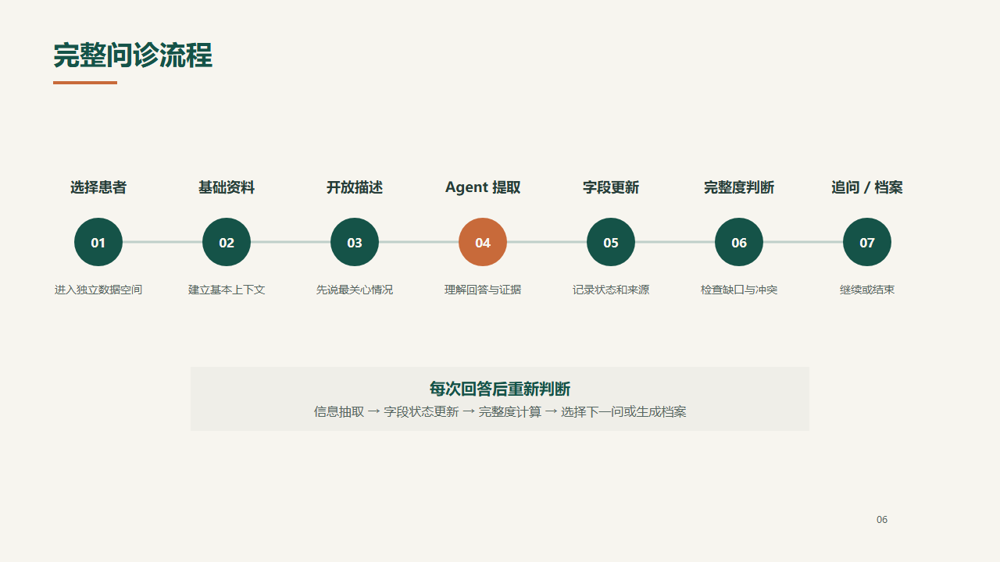 完整问诊流程
选择患者
基础资料
开放描述
Agent 提取
字段更新
完整度判断
追问 / 档案
01
02
03
04
05
06
07
进入独立数据空间
建立基本上下文
先说最关心情况
理解回答与证据
记录状态和来源
检查缺口与冲突
继续或结束
每次回答后重新判断
信息抽取 → 字段状态更新 → 完整度计算 → 选择下一问或生成档案
06